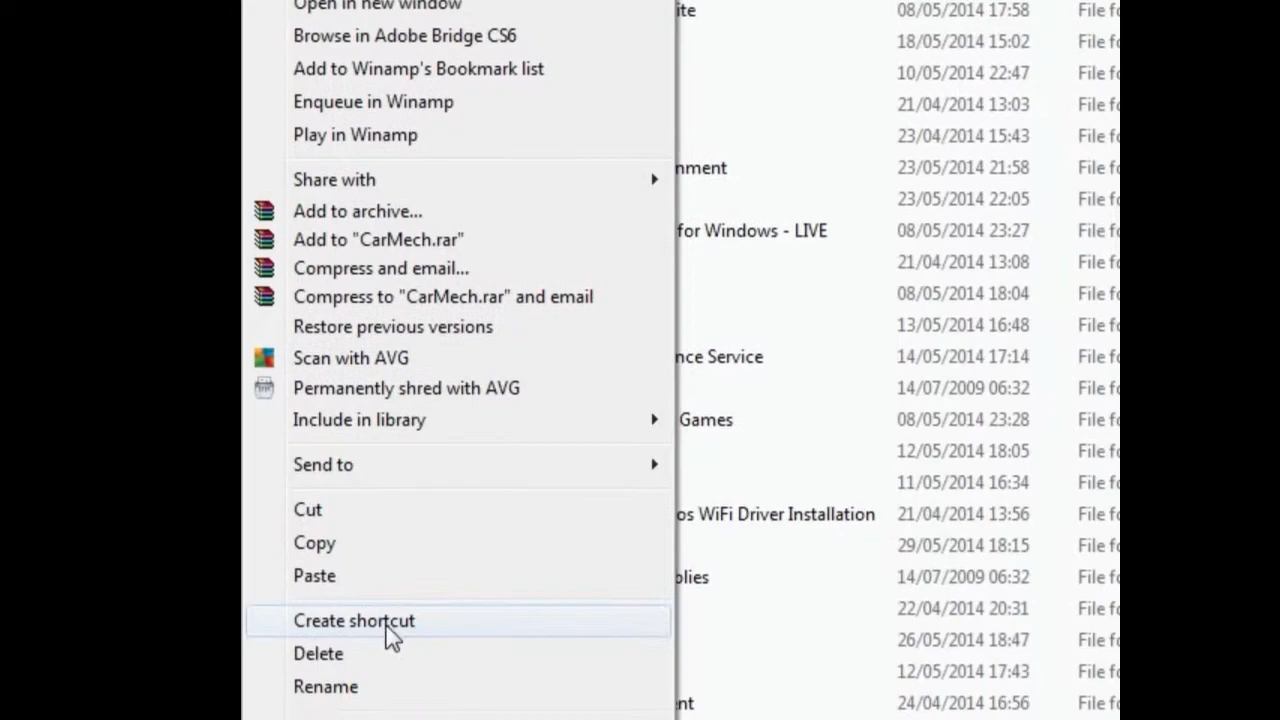 Open in new window
Browse in Adobe Bridge CS6
Add to Winamp's Bookmark list
Enqueue in Winamp
Play in Winamp
Share with
Add to archive...
Add to "CarMech.rar"
Compress and email...
Compress to "CarMech.rar" and email
Restore previous versions
Scan with AVG
Permanently shred with AVG
Include in library
Send to
Cut
Copy
Paste
Create shortcut
Delete
Rename
ite 08/05/2014 17:58 File fo
18/05/2014 15:02 File fo
10/05/2014 22:47 File fo
21/04/2014 13:03 File fo
23/04/2014 15:43 File fo
nment 23/05/2014 21:58 File fo
23/05/2014 22:05 File fo
for Windows - LIVE 08/05/2014 23:27 File fo
21/04/2014 13:08 File fo
08/05/2014 18:04 File fo
13/05/2014 16:48 File fo
nce Service 14/05/2014 17:14 File fo
14/07/2009 06:32 File fo
Games 08/05/2014 23:28 File fo
12/05/2014 18:05 File fo
11/05/2014 16:34 File fo
os WiFi Driver Installation 21/04/2014 13:56 File fo
29/05/2014 18:15 File fo
blies 14/07/2009 06:32 File fo
22/04/2014 20:31 File fo
26/05/2014 18:47 File fo
12/05/2014 17:43 File fo
nt 24/04/2014 16:56 File fo